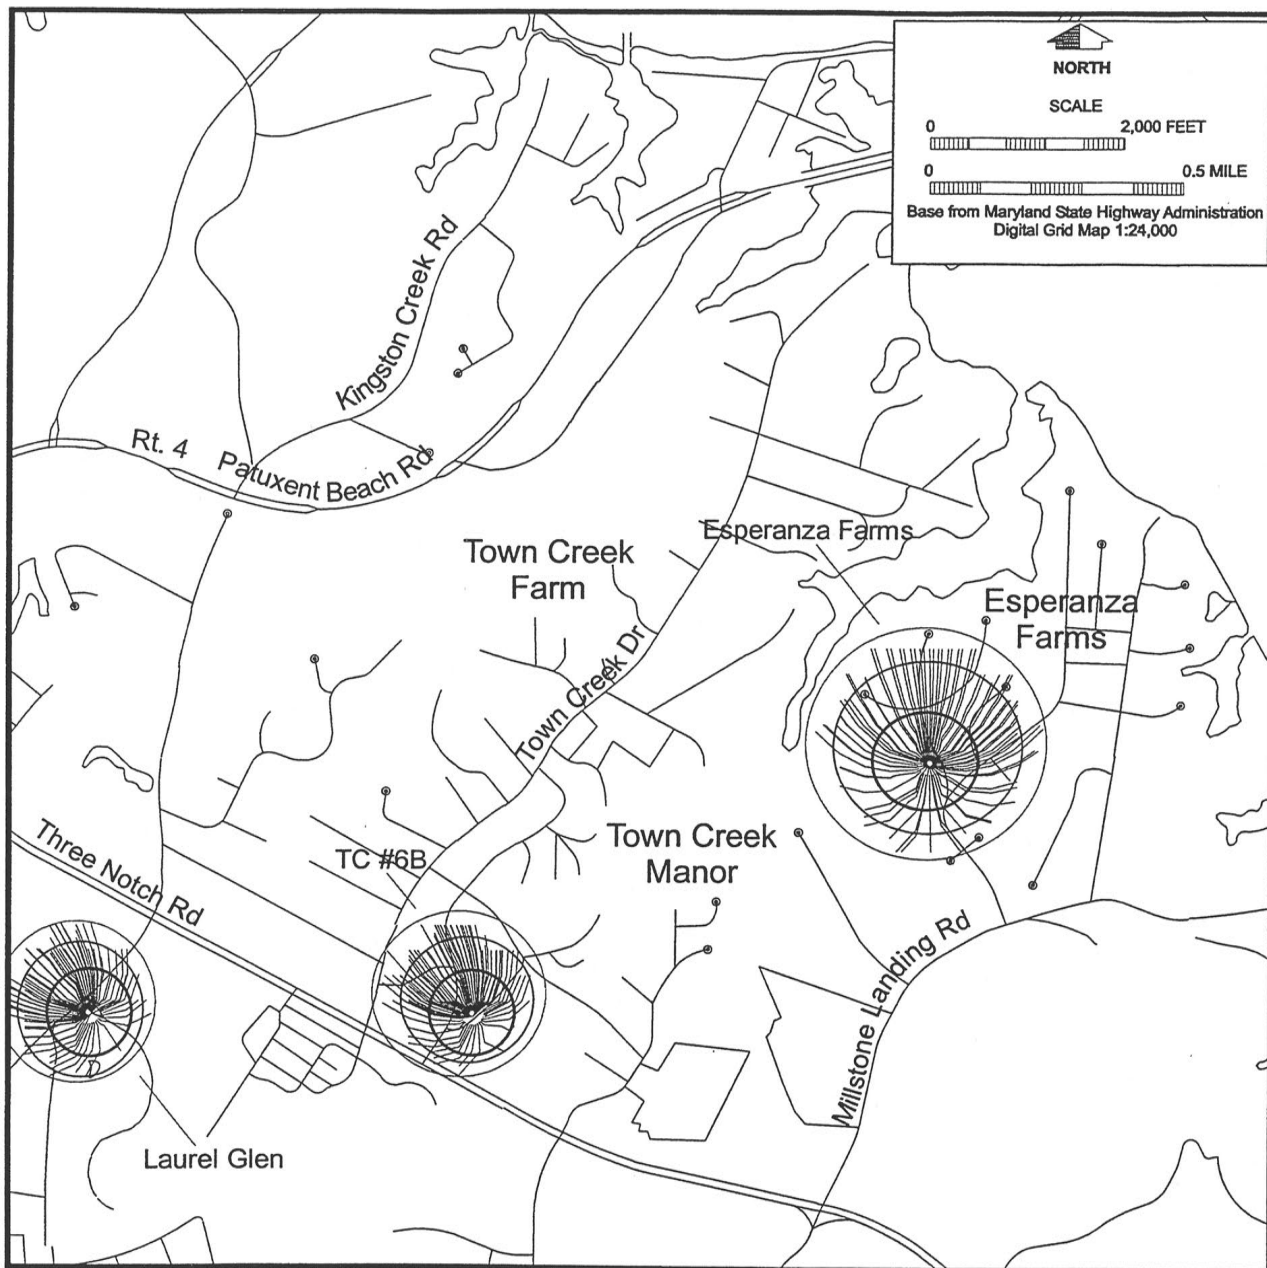 NORTH
SCALE
0 2,000 FEET
0 0.5 MILE
Base from Maryland State Highway Administration
Digital Grid Map 1:24,000
Kingston Creek Rd
Rt. 4
Patuxent Beach Rd
Esperanza Farms
Town Creek
Farm
Esperanza
Farms
Town Creek Dr
Town Creek
Manor
TC #6B
Three Notch Rd
Millstone Landing Rd
Laurel Glen